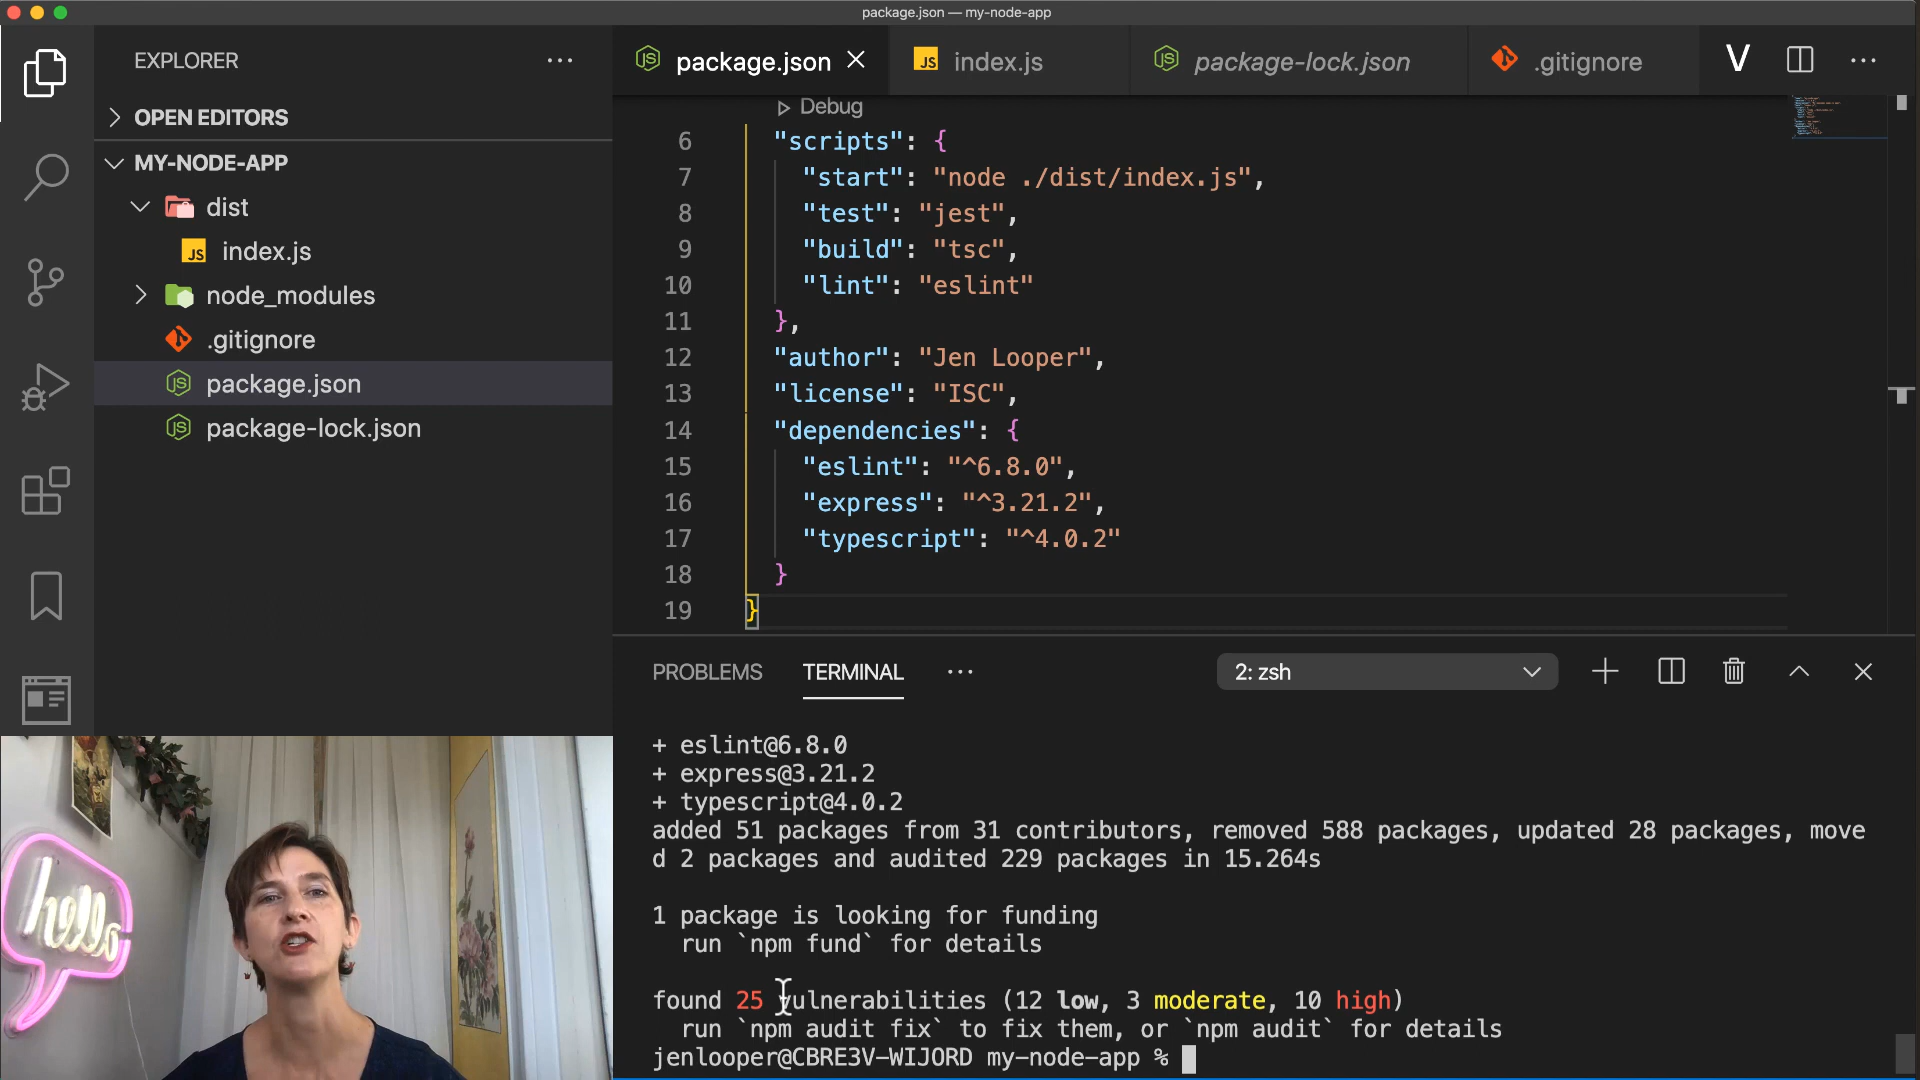 package.json — my-node-app
EXPLORER
OPEN EDITORS
MY-NODE-APP
dist
JS index.js
node_modules
.gitignore
JS package.json
JS package-lock.json
JS package.json
JS index.js
JS package-lock.json
.gitignore
V
Debug
6 "scripts": {
7 "start": "node ./dist/index.js",
8 "test": "jest",
9 "build": "tsc",
10 "lint": "eslint"
11 },
12 "author": "Jen Looper",
13 "license": "ISC",
14 "dependencies": {
15 "eslint": "^6.8.0",
16 "express": "^3.21.2",
17 "typescript": "^4.0.2"
18 }
19 }
PROBLEMS
TERMINAL
2: zsh
+ eslint@6.8.0
+ express@3.21.2
+ typescript@4.0.2
added 51 packages from 31 contributors, removed 588 packages, updated 28 packages, move
d 2 packages and audited 229 packages in 15.264s
1 package is looking for funding
run `npm fund` for details
found 25 vulnerabilities (12 low, 3 moderate, 10 high)
run `npm audit fix` to fix them, or `npm audit` for details
jenlooper@CBRE3V-WIJORD my-node-app %
hello